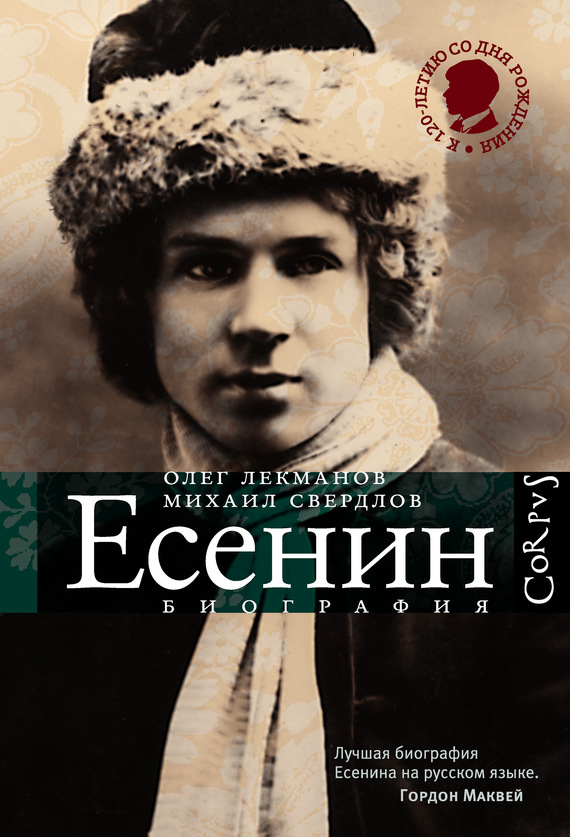 К 120-ЛЕТИЮ СО ДНЯ РОЖДЕНИЯ •
ОЛЕГ ЛЕКМАНОВ
МИХАИЛ СВЕРДЛОВ
Есенин
БИОГРАФИЯ
CORPVS
Лучшая биография
Есенина на русском языке.
Гордон Маквей